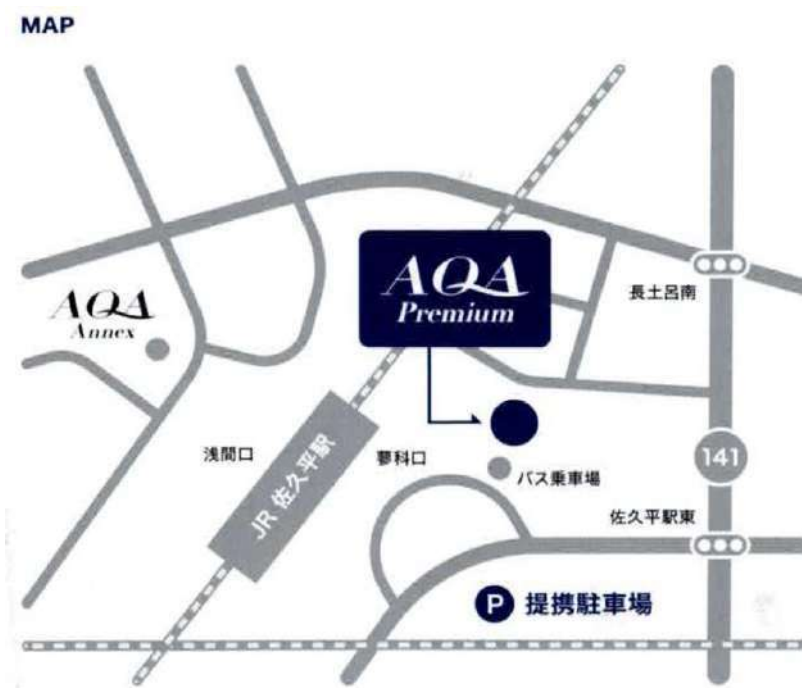 MAP
AQA
Premium
長土呂南
AQA
Annex
浅間口
JR 佐久平駅
蓼科口
バス乗車場
141
佐久平駅東
P 提携駐車場